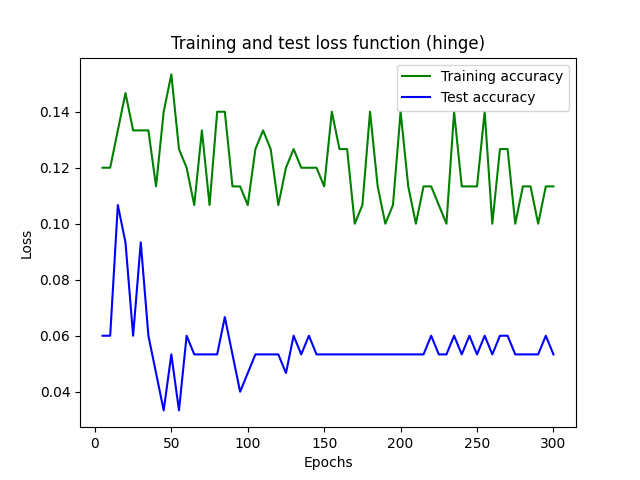 Training and test loss function (hinge)
Training accuracy
Test accuracy
0.14
0.12
0.10
0.08
0.06
0.04
Loss
0 50 100 150 200 250 300
Epochs